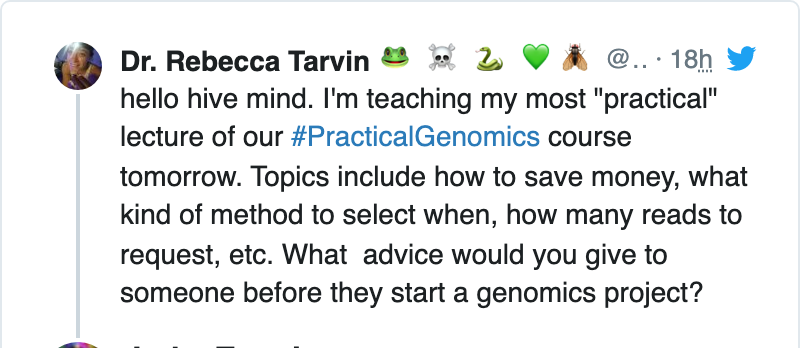 Dr. Rebecca Tarvin 🐸 ☠️ 🐍 💚 🪰 @.. · 18h
hello hive mind. I'm teaching my most "practical"
lecture of our #PracticalGenomics course
tomorrow. Topics include how to save money, what
kind of method to select when, how many reads to
request, etc. What  advice would you give to
someone before they start a genomics project?